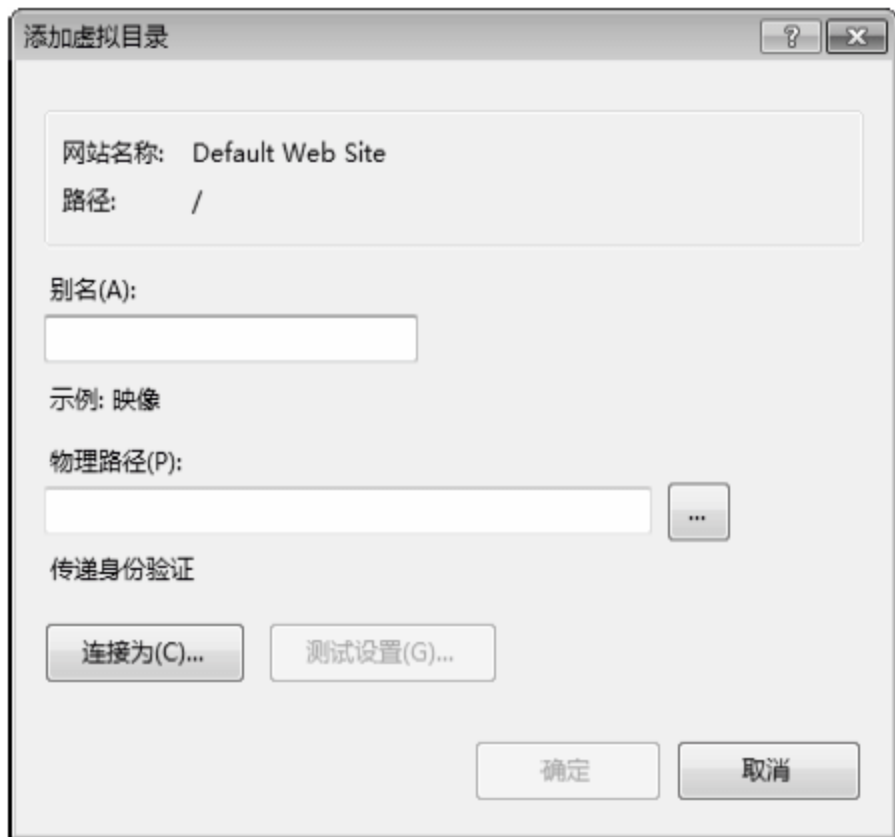 添加虚拟目录
网站名称: Default Web Site
路径: /
别名(A):
示例: 映像
物理路径(P):
...
传递身份验证
连接为(C)... 测试设置(G)...
确定 取消